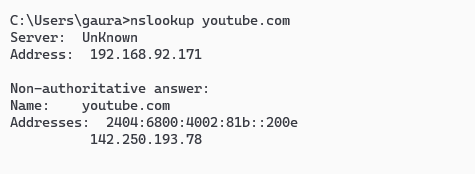 C:\Users\gaura>nslookup youtube.com
Server:  UnKnown
Address:  192.168.92.171

Non-authoritative answer:
Name:    youtube.com
Addresses:  2404:6800:4002:81b::200e
          142.250.193.78